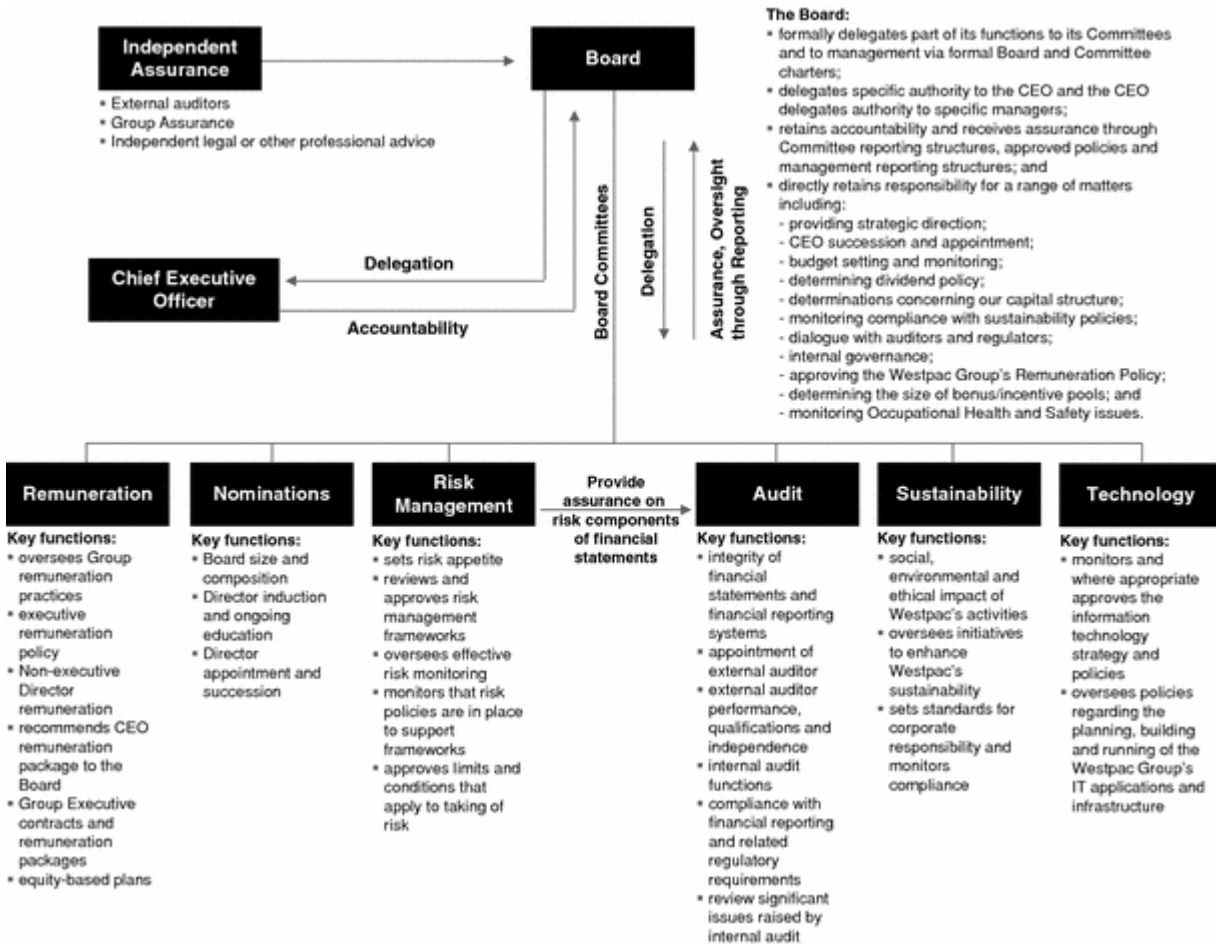 Independent
Assurance
▪ External auditors
▪ Group Assurance
▪ Independent legal or other professional advice
Board
The Board:
▪ formally delegates part of its functions to its Committees
and to management via formal Board and Committee
charters;
▪ delegates specific authority to the CEO and the CEO
delegates authority to specific managers;
▪ retains accountability and receives assurance through
Committee reporting structures, approved policies and
management reporting structures; and
▪ directly retains responsibility for a range of matters
including:
- providing strategic direction;
- CEO succession and appointment;
- budget setting and monitoring;
- determining dividend policy;
- determinations concerning our capital structure;
- monitoring compliance with sustainability policies;
- dialogue with auditors and regulators;
- internal governance;
- approving the Westpac Group's Remuneration Policy;
- determining the size of bonus/incentive pools; and
- monitoring Occupational Health and Safety issues.
Chief Executive
Officer
Delegation
Accountability
Board Committees
Delegation
Assurance, Oversight
through Reporting
Remuneration
Key functions:
▪ oversees Group
remuneration
practices
▪ executive
remuneration
policy
▪ Non-executive
Director
remuneration
▪ recommends CEO
remuneration
package to the
Board
▪ Group Executive
contracts and
remuneration
packages
▪ equity-based plans
Nominations
Key functions:
▪ Board size and
composition
▪ Director induction
and ongoing
education
▪ Director
appointment and
succession
Risk
Management
Key functions:
▪ sets risk appetite
▪ reviews and
approves risk
management
frameworks
▪ oversees effective
risk monitoring
▪ monitors that risk
policies are in place
to support
frameworks
▪ approves limits and
conditions that
apply to taking of
risk
Provide
assurance on
risk components
of financial
statements
Audit
Key functions:
▪ integrity of
financial
statements and
financial reporting
systems
▪ appointment of
external auditor
▪ external auditor
performance,
qualifications and
independence
▪ internal audit
functions
▪ compliance with
financial reporting
and related
regulatory
requirements
▪ review significant
issues raised by
internal audit
Sustainability
Key functions:
▪ social,
environmental and
ethical impact of
Westpac's activities
▪ oversees initiatives
to enhance
Westpac's
sustainability
▪ sets standards for
corporate
responsibility and
monitors
compliance
Technology
Key functions:
▪ monitors and
where appropriate
approves the
information
technology
strategy and
policies
▪ oversees policies
regarding the
planning, building
and running of the
Westpac Group's
IT applications and
infrastructure